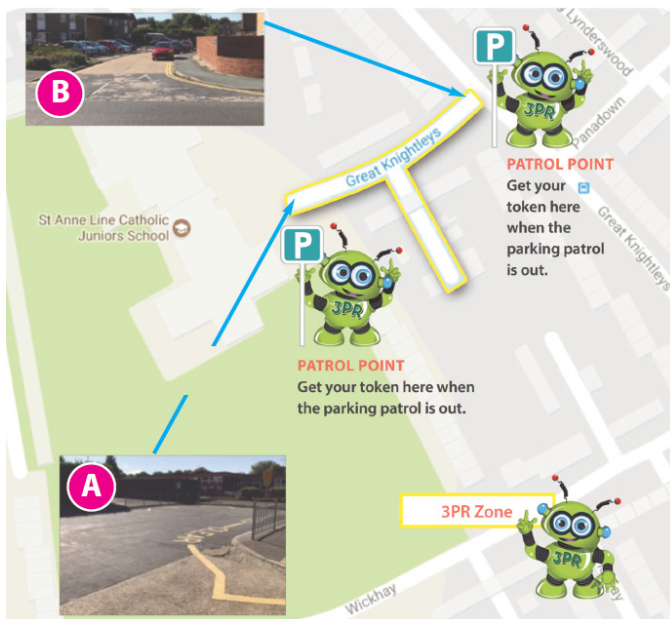 B
P
Lynderswood
3PR
Panadown
Great Knightleys
PATROL POINT
Get your
token here
when the
parking patrol
is out.
Great Knightleys
St Anne Line Catholic
Juniors School
P
3PR
PATROL POINT
Get your token here when
the parking patrol is out.
A
3PR Zone
3PR
Wickhay